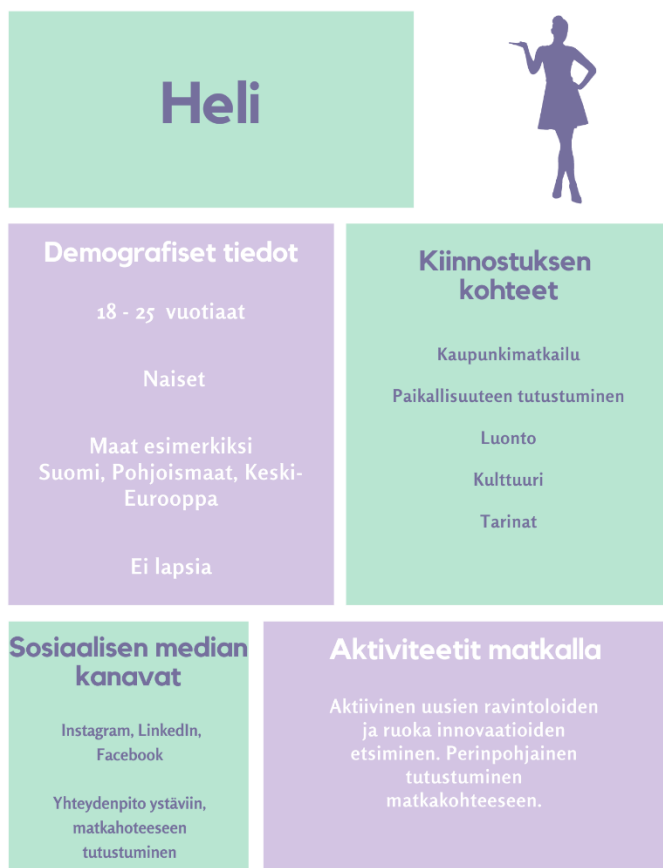 Heli
Demografiset tiedot
18 - 25 vuotiaat
Naiset
Maat esimerkiksi
Suomi, Pohjoismaat, Keski-
Eurooppa
Ei lapsia
Kiinnostuksen
kohteet
Kaupunkimatkailu
Paikallisuuteen tutustuminen
Luonto
Kulttuuri
Tarinat
Sosiaalisen median
kanavat
Instagram, LinkedIn,
Facebook
Yhteydenpito ystäviin,
matkahoteeseen
tutustuminen
Aktiviteetit matkalla
Aktiivinen uusien ravintoloiden
ja ruoka innovaatioiden
etsiminen. Perinpohjainen
tutustuminen
matkakohteeseen.